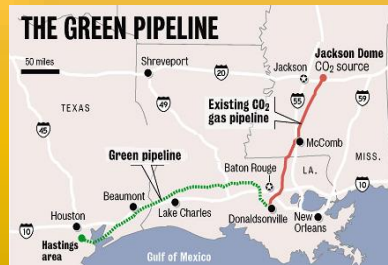 THE GREEN PIPELINE
50 miles
Shreveport
20
Jackson
Jackson Dome
CO2 source
TEXAS
49
Existing CO2
gas pipeline
55
59
45
McComb
MISS.
Green pipeline
Baton Rouge
LA.
10
Beaumont
Houston
Lake Charles
Donaldsonville
New
Orleans
10
Hastings
area
Gulf of Mexico